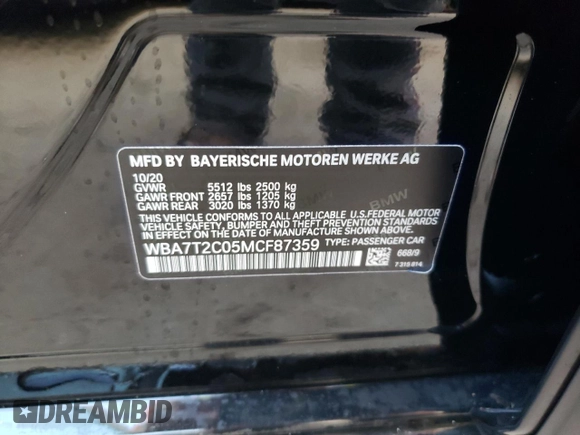 MFD BY BAYERISCHE MOTOREN WERKE AG
10/20
GVWR 5512 lbs 2500 kg
GAWR FRONT 2657 lbs 1205 kg
GAWR REAR 3020 lbs 1370 kg
BMW
THIS VEHICLE CONFORMS TO ALL APPLICABLE U.S.FEDERAL MOTOR
VEHICLE SAFETY, BUMPER AND THEFT PREVENTION STANDARDS
IN EFFECT ON THE DATE OF MANUFACTURE SHOWN ABOVE.
WBA7T2C05MCF87359 TYPE: PASSENGER CAR
668/9
7315814
DREAMBID